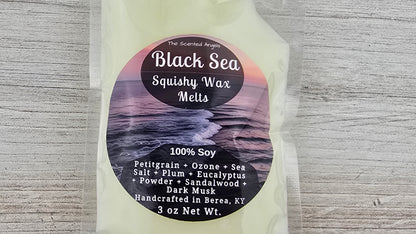 The Scented Angels
Black Sea
Squishy Wax
Melts
100% Soy
Petitgrain + Ozone + Sea
Salt + Plum + Eucalyptus
+ Powder + Sandalwood +
Dark Musk
Handcrafted in Berea, KY
3 oz Net Wt.